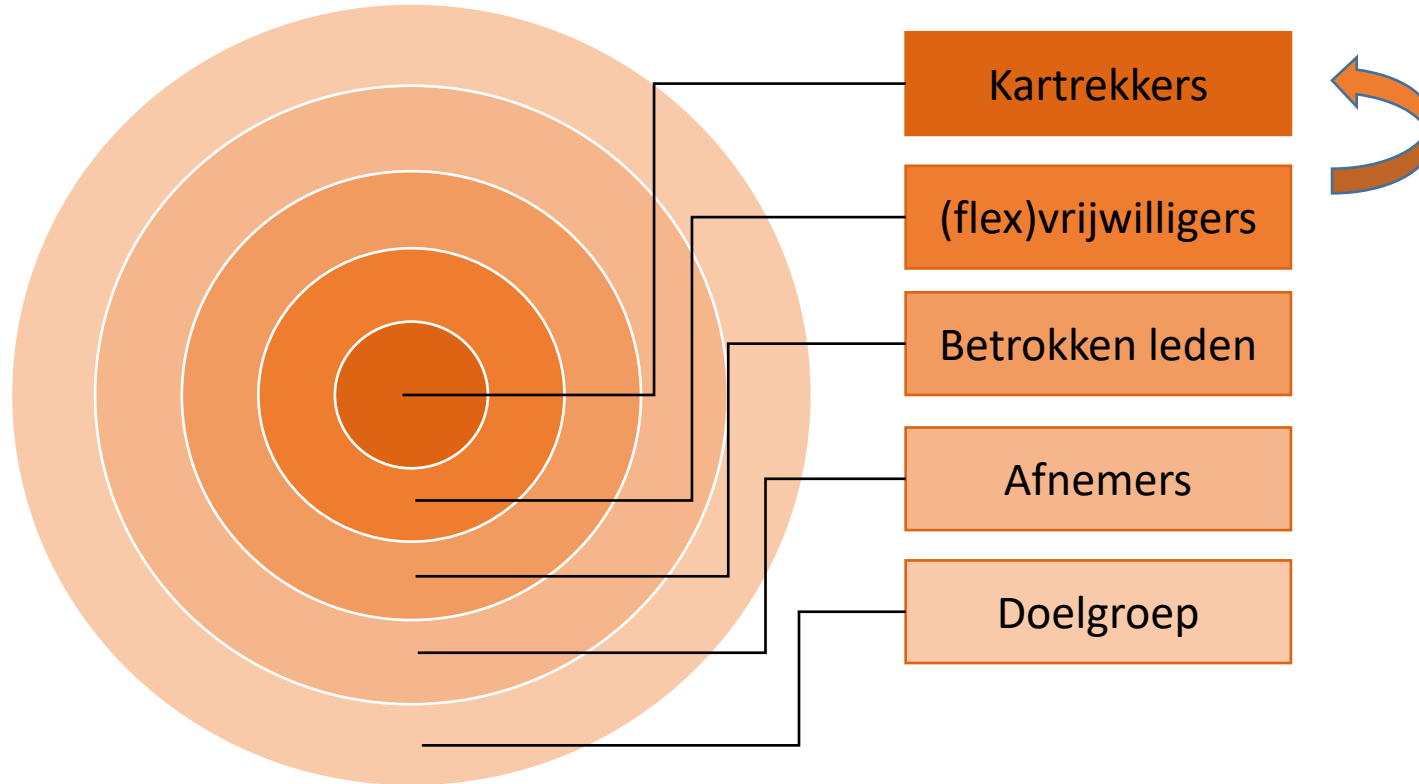 Kartrekkers
(flex)vrijwilligers
Betrokken leden
Afnemers
Doelgroep